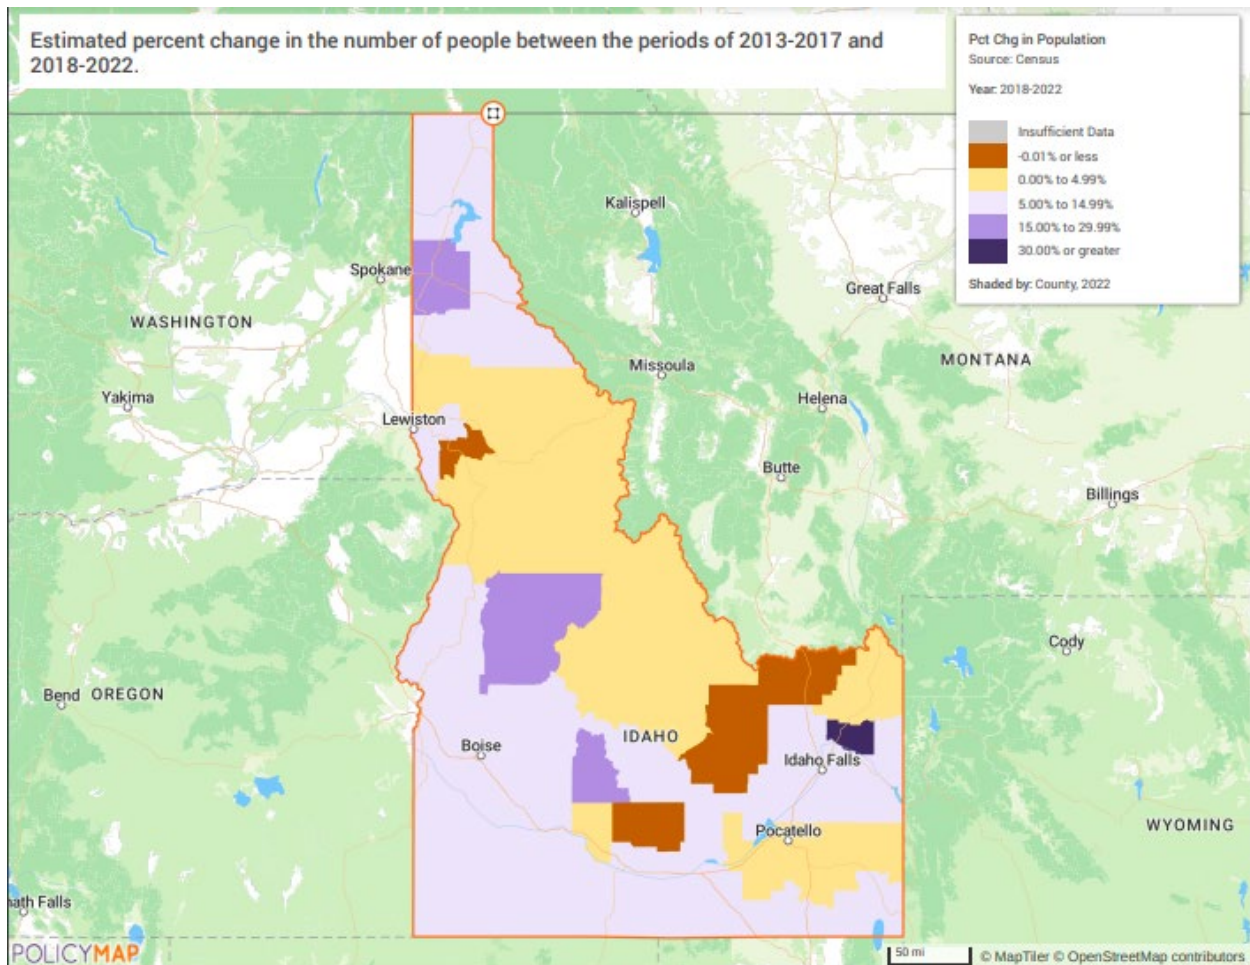 Estimated percent change in the number of people between the periods of 2013-2017 and
2018-2022.
Pct Chg in Population
Source: Census
Year: 2018-2022
Insufficient Data
-0.01% or less
0.00% to 4.99%
5.00% to 14.99%
15.00% to 29.99%
30.00% or greater
Shaded by: County, 2022
Kalispell
Spokane
Great Falls
WASHINGTON
MONTANA
Missoula
Yakima
Helena
Lewiston
Butte
Billings
Cody
Bend
OREGON
IDAHO
Boise
Idaho Falls
Pocatello
WYOMING
ath Falls
POLICYMAP
50 mi
© MapTiler © OpenStreetMap contributors